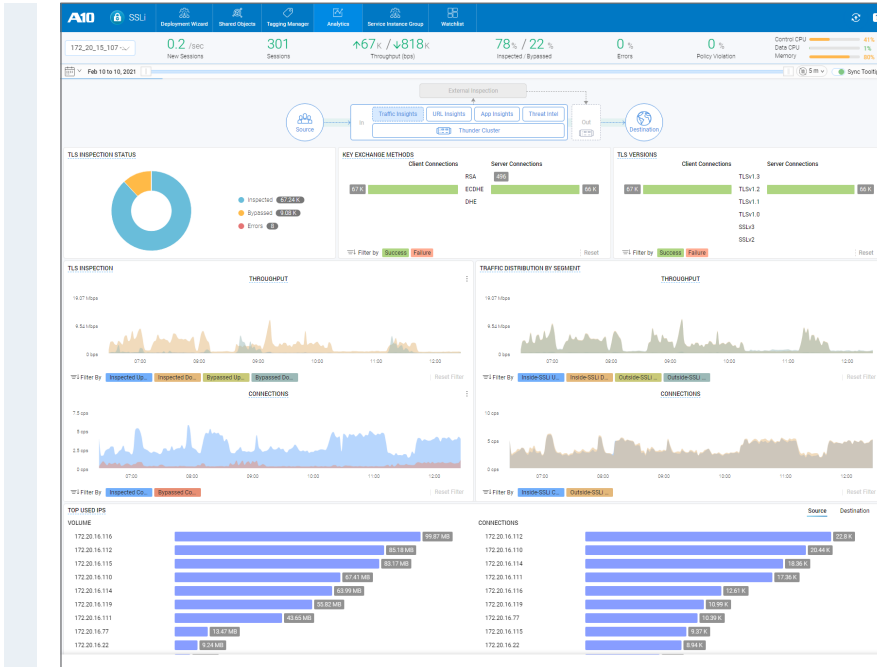 A10 SSLi Deployment Wizard Shared Objects Tagging Manager Analytics Service Instance Group Watchlist
172_20_15_107
0.2 /sec 301 67K / 818K 78% / 22 % 0 % 0 %
New Sessions Sessions Throughput (bps) Inspected / Bypassed Errors Policy Violation
Control CPU 41%
Data CPU 1%
Memory 80%
Feb 10 to 10, 2021 5 m Sync Tooltip
External Inspection
Source In Traffic Insights URL Insights App Insights Threat Intel Out Destination
Thunder Cluster
TLS INSPECTION STATUS
Inspected 67.24 K
Bypassed 9.08 K
Errors 8
KEY EXCHANGE METHODS
Client Connections Server Connections
RSA 496
67 K ECDHE 66 K
DHE
Filter by Success Failure Reset
TLS VERSIONS
Client Connections Server Connections
TLSv1.3
67 K TLSv1.2 66 K
TLSv1.1
TLSv1.0
SSLv3
SSLv2
Filter by Success Failure Reset
TLS INSPECTION
THROUGHPUT
19.07 Mbps
9.54 Mbps
0 bps
07:00 08:00 09:00 10:00 11:00 12:00
Filter By Inspected Up... Inspected Do... Bypassed Up... Bypassed Do... Reset Filter
CONNECTIONS
7.5 cps
5 cps
2.5 cps
0 cps
07:00 08:00 09:00 10:00 11:00 12:00
Filter By Inspected Co... Bypassed Co... Reset Filter
TRAFFIC DISTRIBUTION BY SEGMENT
THROUGHPUT
19.07 Mbps
9.54 Mbps
0 bps
07:00 08:00 09:00 10:00 11:00 12:00
Filter By Inside-SSLi U... Inside-SSLi D... Outside-SSLi ... Outside-SSLi ... Reset Filter
CONNECTIONS
10 cps
5 cps
0 cps
07:00 08:00 09:00 10:00 11:00 12:00
Filter By Inside-SSLi C... Outside-SSLi ... Reset Filter
TOP USED IPS Source Destination
VOLUME
172.20.16.116 99.87 MB
172.20.16.112 85.18 MB
172.20.16.115 83.17 MB
172.20.16.110 67.41 MB
172.20.16.114 63.99 MB
172.20.16.119 55.82 MB
172.20.16.111 43.65 MB
172.20.16.77 13.47 MB
172.20.16.22 9.24 MB
CONNECTIONS
172.20.16.112 22.8 K
172.20.16.110 20.44 K
172.20.16.114 18.36 K
172.20.16.111 17.36 K
172.20.16.116 12.61 K
172.20.16.119 10.99 K
172.20.16.77 10.39 K
172.20.16.115 9.37 K
172.20.16.22 8.94 K